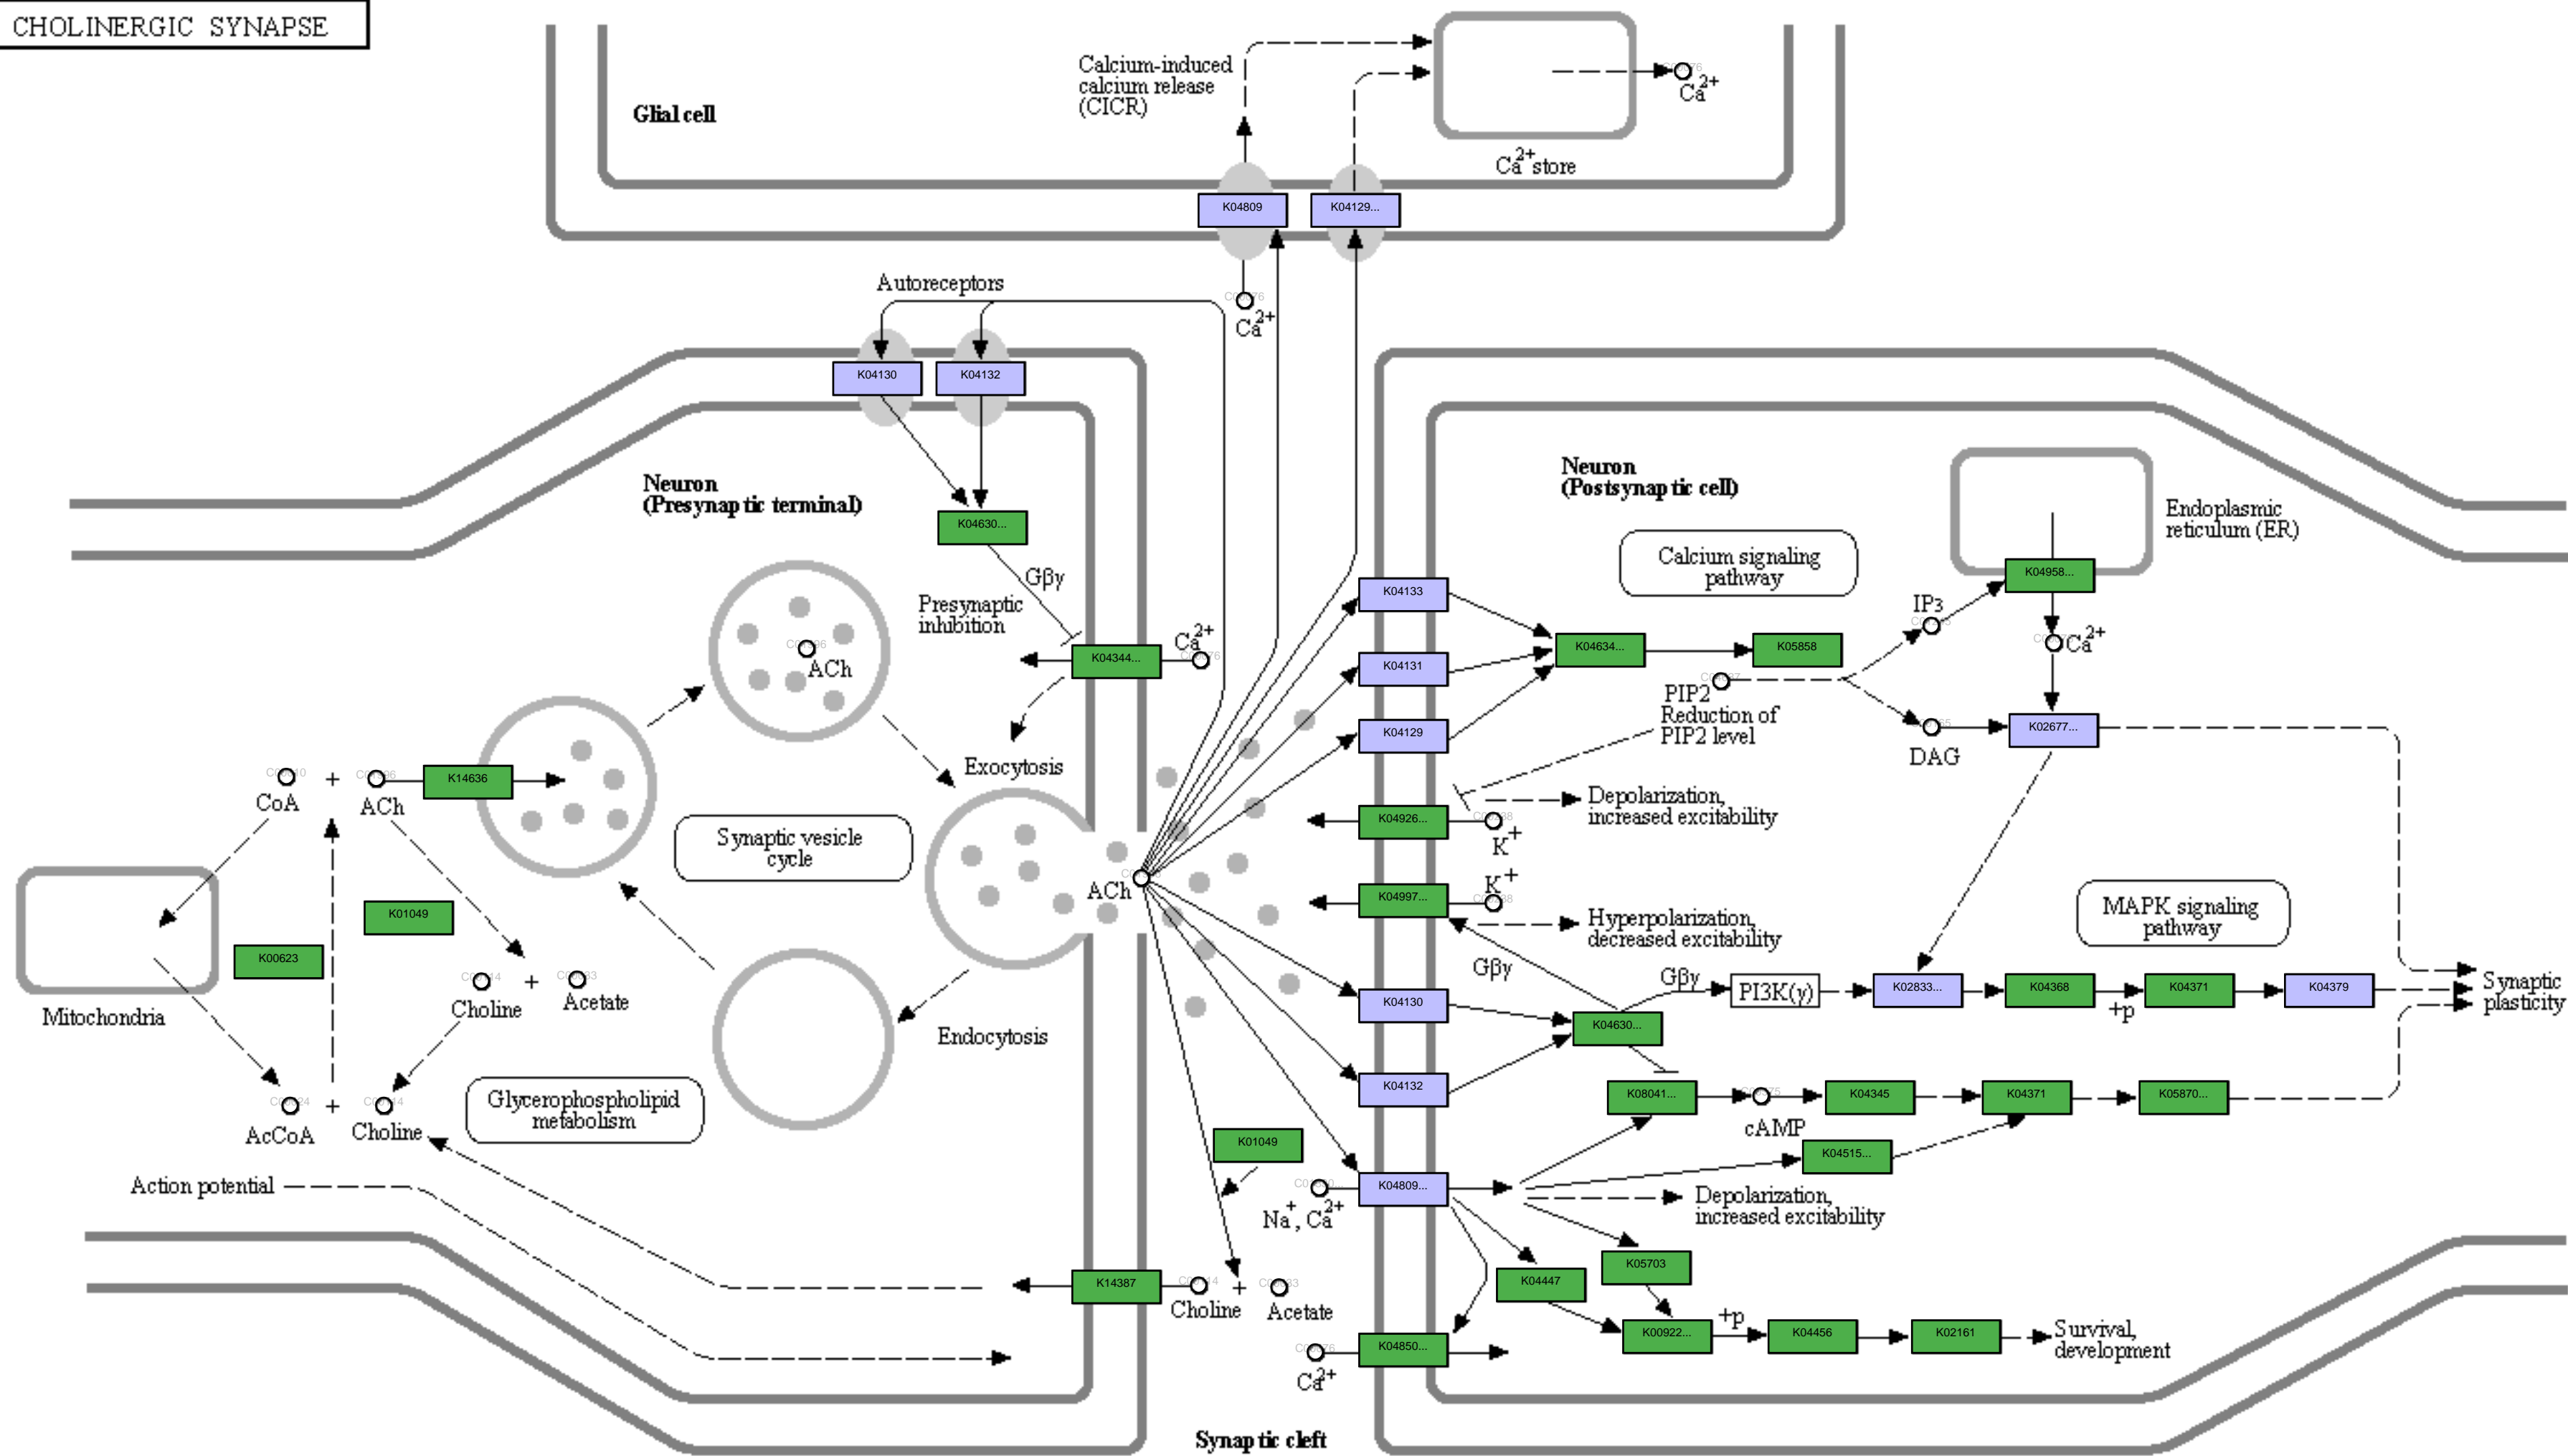 CHOLINERGIC SYNAPSE
Calcium-induced
calcium release
(CICR)
Ca2+
Glial cell
Ca2+ store
K04809
K04129...
Autoreceptors
Ca2+
K04130
K04132
Neuron
(Presynaptic terminal)
K04630...
Gβγ
Presynaptic
inhibition
Ca2+
K04344...
ACh
Exocytosis
CoA
+
ACh
K14636
Synaptic vesicle
cycle
ACh
K01049
K00623
Choline
+
Acetate
Mitochondria
Endocytosis
AcCoA
+
Choline
Glycerophospholipid
metabolism
Action potential
K14387
K01049
Choline
+
Acetate
Synaptic cleft
Neuron
(Postsynaptic cell)
Endoplasmic
reticulum (ER)
Calcium signaling
pathway
K04958...
IP3
Ca2+
K04133
K04634...
K05858
K04131
PIP2
Reduction of
PIP2 level
K04129
DAG
K02677...
Depolarization,
increased excitability
K04926...
K+
K+
K04997...
Hyperpolarization,
decreased excitability
MAPK signaling
pathway
Gβγ
Gβγ
PI3K(γ)
K02833...
K04368
+p
K04371
K04379
Synaptic
plasticity
K04130
K04630...
K04132
K08041...
cAMP
K04345
K04371
K05870...
K04515...
K04809...
Na+, Ca2+
Depolarization,
increased excitability
K05703
K04447
K00922...
+p
K04456
K02161
Survival,
development
K04850...
Ca2+